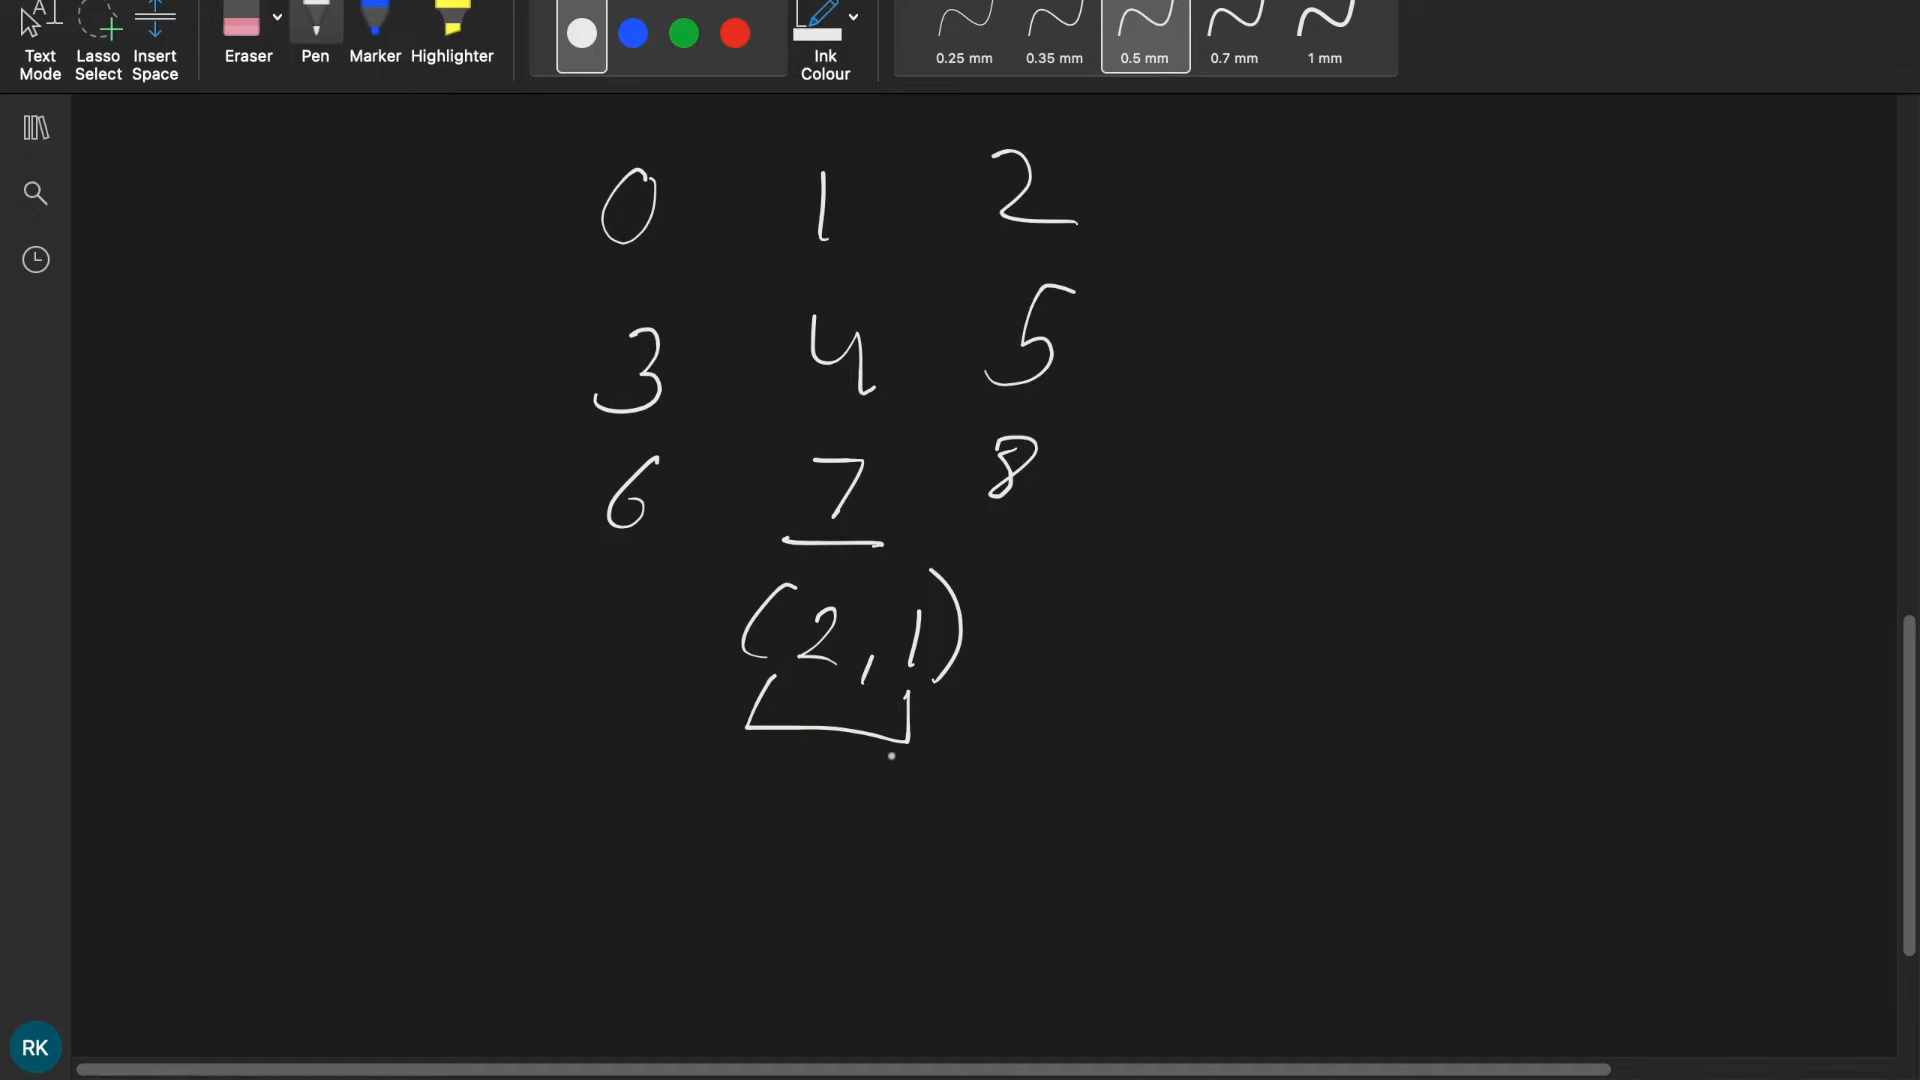 Text Mode
Lasso Select
Insert Space
Eraser
Pen
Marker
Highlighter
Ink Colour
0.25 mm
0.35 mm
0.5 mm
0.7 mm
1 mm
0 1 2
3 4 5
6 7 8
(2,1)
RK